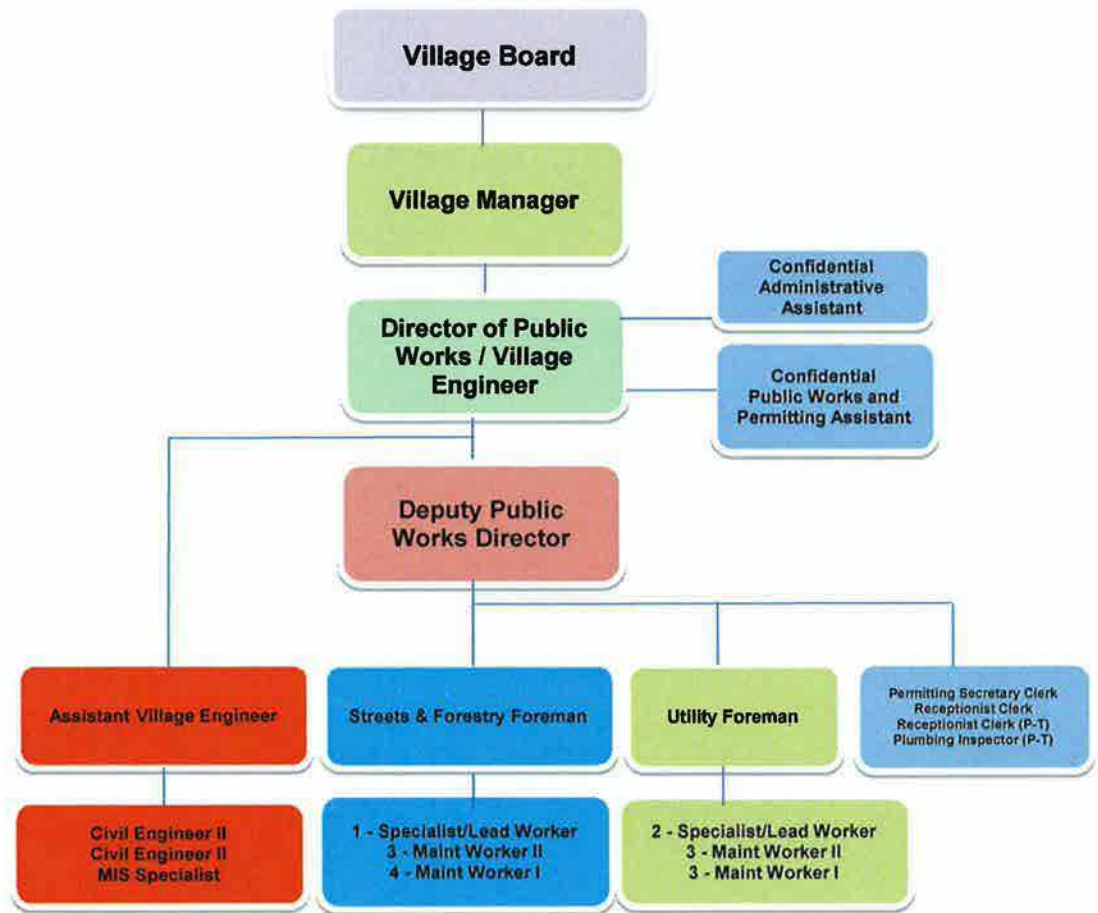 Village Board
Village Manager
Confidential
Administrative
Assistant
Director of Public
Works / Village
Engineer
Confidential
Public Works and
Permitting Assistant
Deputy Public
Works Director
Assistant Village Engineer
Streets & Forestry Foreman
Utility Foreman
Permitting Secretary Clerk
Receptionist Clerk
Receptionist Clerk (P-T)
Plumbing Inspector (P-T)
Civil Engineer II
Civil Engineer II
MIS Specialist
1 - Specialist/Lead Worker
3 - Maint Worker II
4 - Maint Worker I
2 - Specialist/Lead Worker
3 - Maint Worker II
3 - Maint Worker I